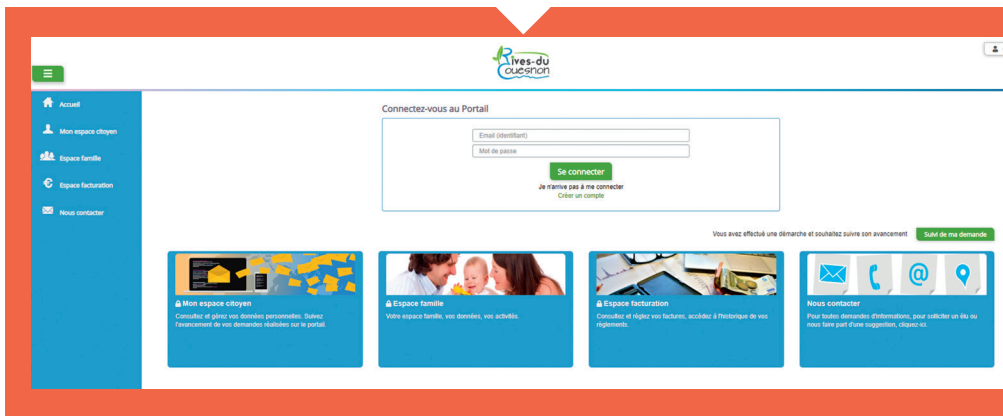 Rives-du
Couesnon
Accueil
Mon espace citoyen
Espace famille
Espace facturation
Nous contacter
Connectez-vous au Portail
Email (identifiant)
Mot de passe
Se connecter
Je n'arrive pas à me connecter
Créer un compte
Vous avez effectué une démarche et souhaitez suivre son avancement
Suivi de ma demande
Mon espace citoyen
Consultez et gérez vos données personnelles. Suivez
l'avancement de vos demandes réalisées sur le portail.
Espace famille
Votre espace famille, vos données, vos activités.
Espace facturation
Consultez et réglez vos factures, accédez à l'historique de vos
règlements.
@
Nous contacter
Pour toutes demandes d'informations, pour solliciter un élu ou
nous faire part d'une suggestion, cliquez-ici.